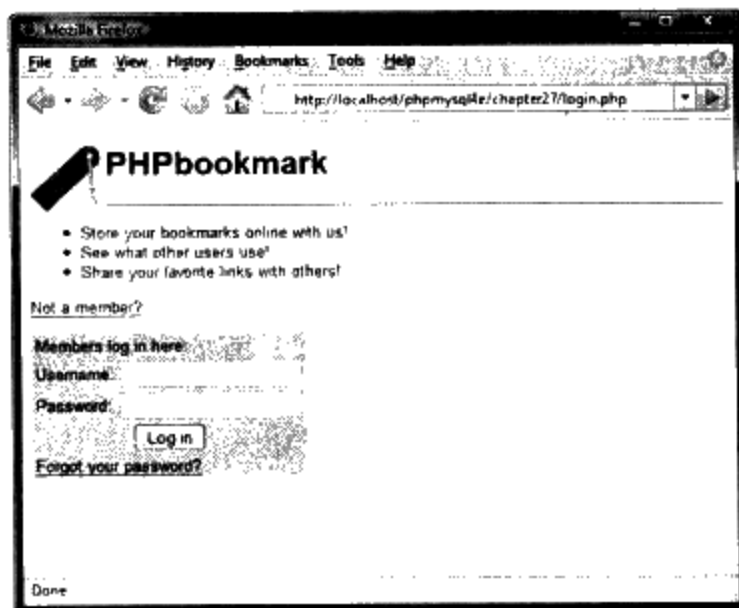 Mozilla Firefox
File Edit View History Bookmarks Tools Help
http://localhost/phpmysql4e/chapter27/login.php
PHPbookmark
• Store your bookmarks online with us!
• See what other users use!
• Share your favorite links with others!
Not a member?
Members log in here:
Username:
Password:
Log in
Forgot your password?
Done